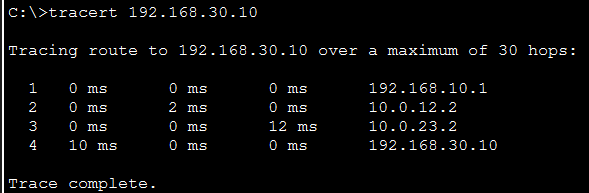 C:\>tracert 192.168.30.10
Tracing route to 192.168.30.10 over a maximum of 30 hops:
1 0 ms 0 ms 0 ms 192.168.10.1
2 0 ms 2 ms 0 ms 10.0.12.2
3 0 ms 0 ms 12 ms 10.0.23.2
4 10 ms 0 ms 0 ms 192.168.30.10
Trace complete.